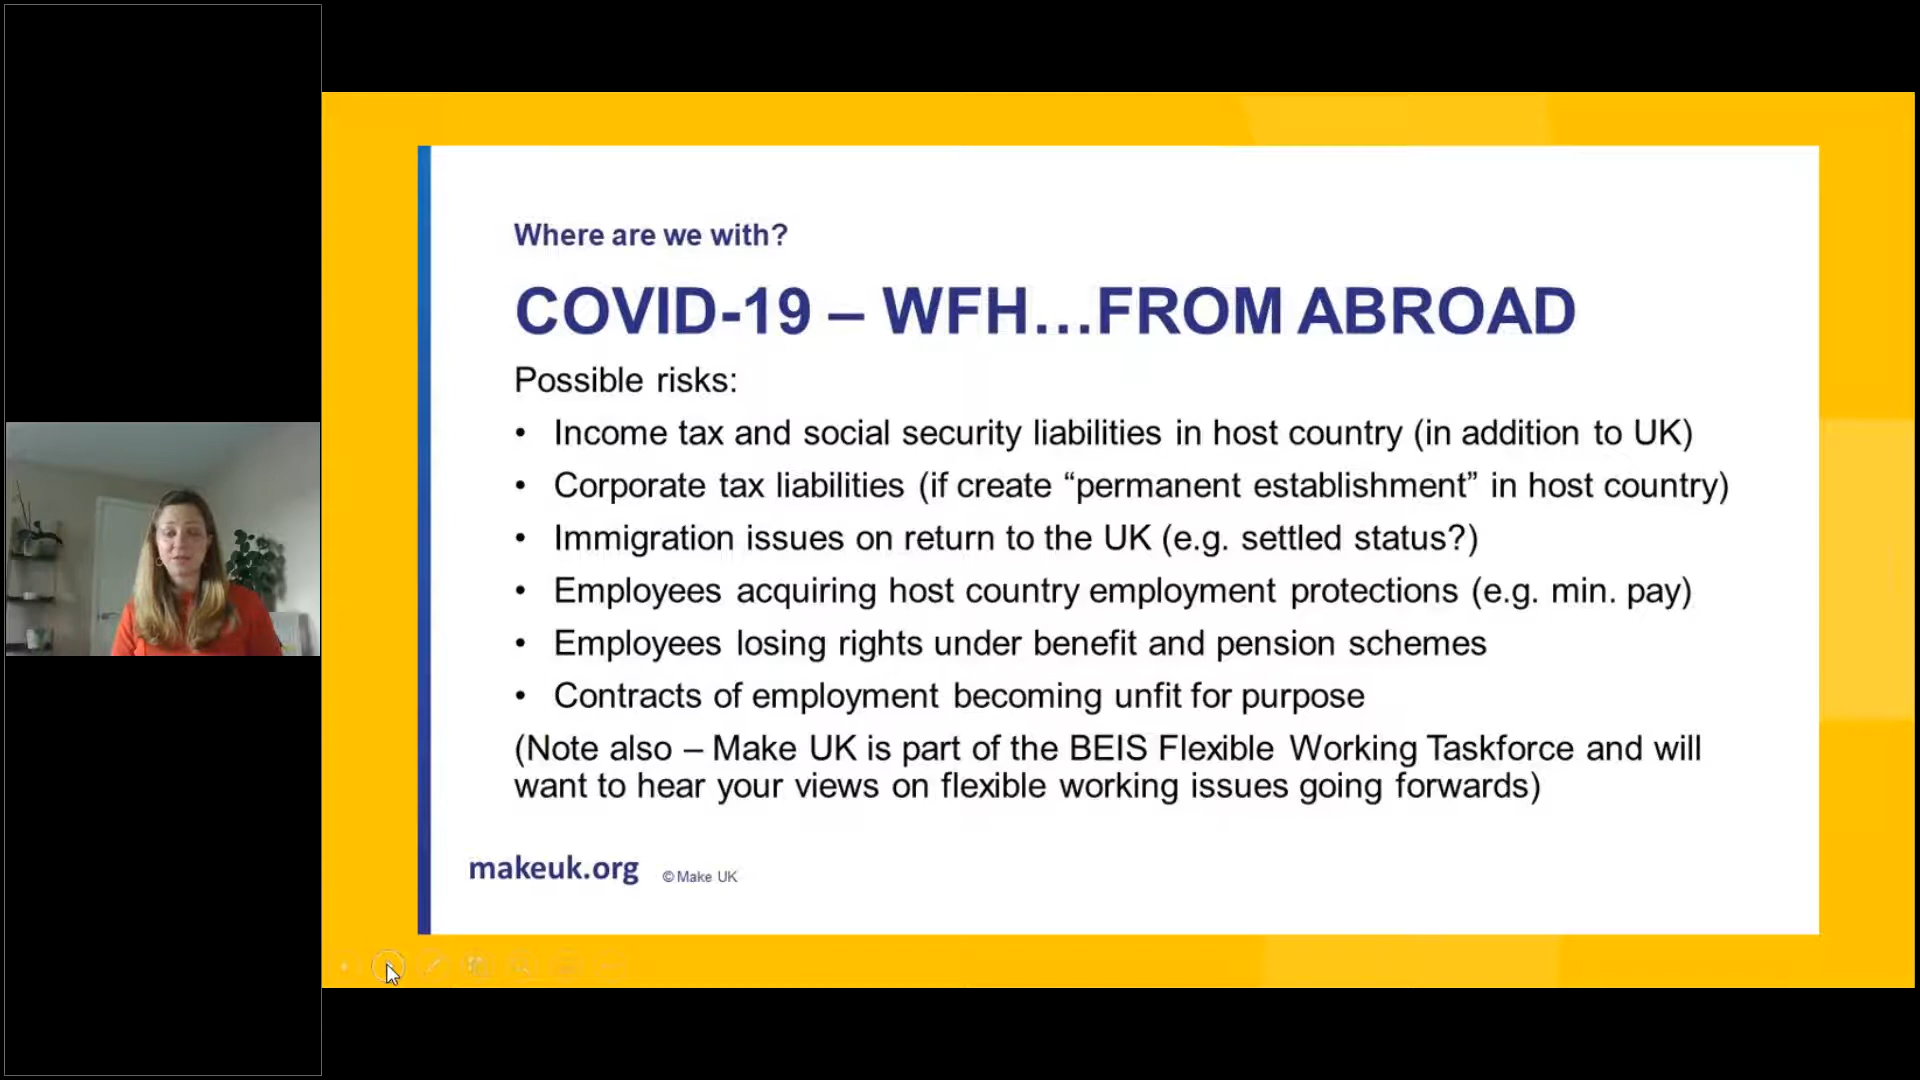 Where are we with?
COVID-19 – WFH…FROM ABROAD
Possible risks:
• Income tax and social security liabilities in host country (in addition to UK)
• Corporate tax liabilities (if create “permanent establishment” in host country)
• Immigration issues on return to the UK (e.g. settled status?)
• Employees acquiring host country employment protections (e.g. min. pay)
• Employees losing rights under benefit and pension schemes
• Contracts of employment becoming unfit for purpose
(Note also – Make UK is part of the BEIS Flexible Working Taskforce and will
want to hear your views on flexible working issues going forwards)
makeuk.org © Make UK